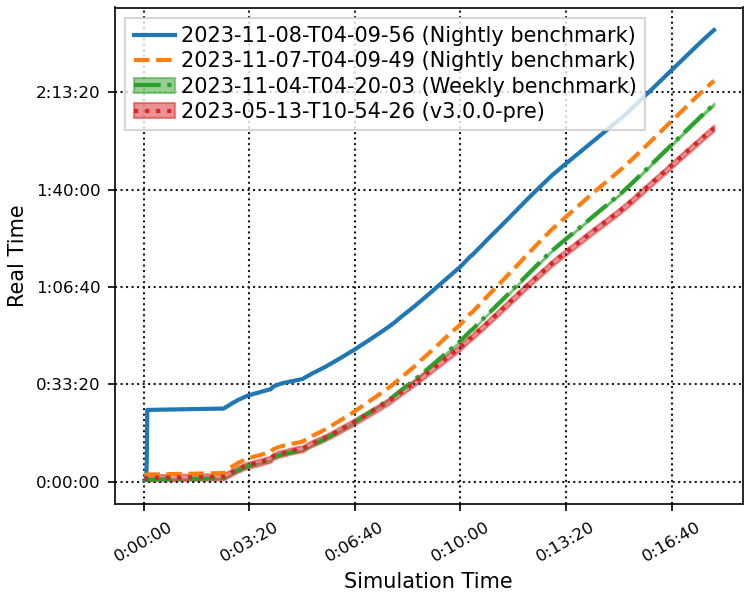 2023-11-08-T04-09-56 (Nightly benchmark)
2023-11-07-T04-09-49 (Nightly benchmark)
2023-11-04-T04-20-03 (Weekly benchmark)
2023-05-13-T10-54-26 (v3.0.0-pre)
2:13:20
1:40:00
1:06:40
0:33:20
0:00:00
Real Time
0:00:00
0:03:20
0:06:40
0:10:00
0:13:20
0:16:40
Simulation Time